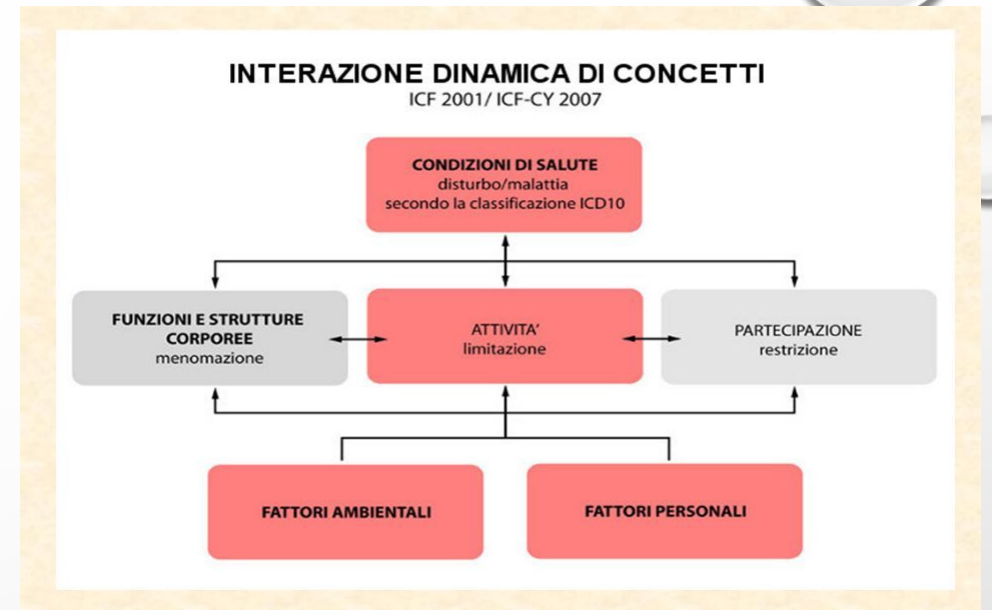 INTERAZIONE DINAMICA DI CONCETTI
ICF 2001/ ICF-CY 2007
CONDIZIONI DI SALUTE
disturbo/malattia
secondo la classificazione ICD10
FUNZIONI E STRUTTURE
CORPOREE
menomazione
ATTIVITA’
limitazione
PARTECIPAZIONE
restrizione
FATTORI AMBIENTALI
FATTORI PERSONALI